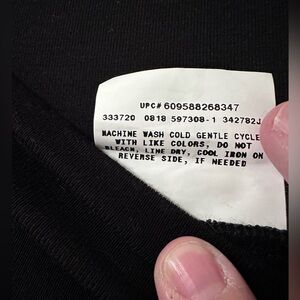 UPC# 609588268347
333720 0818 597308-1 342782J
MACHINE WASH COLD GENTLE CYCLE
WITH LIKE COLORS, DO NOT
BLEACH, LINE DRY, COOL IRON ON
REVERSE SIDE, IF NEEDED